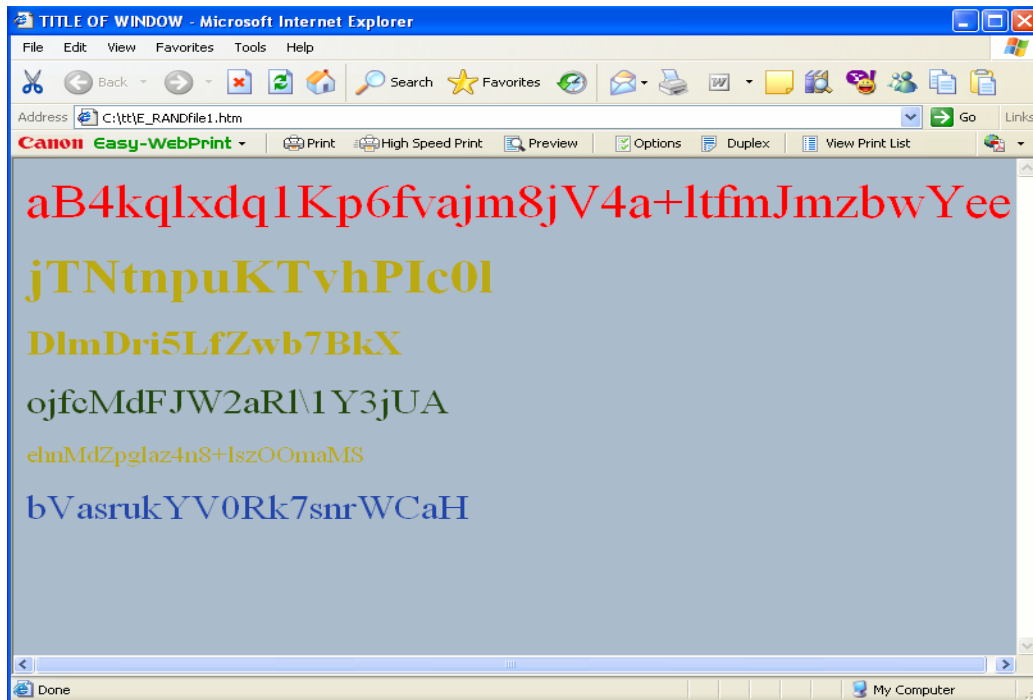 TITLE OF WINDOW - Microsoft Internet Explorer
File Edit View Favorites Tools Help
Back Search Favorites
Address C:\tt\E_RANDfile1.htm Go Links
Canon Easy-WebPrint Print High Speed Print Preview Options Duplex View Print List
aB4kqlxdq1Kp6fvajm8jV4a+ltfmJmzbwYee
jTNtnpuKTvhPIc0l
DlmDri5LfZwb7BkX
ojfcMdFJW2aRl\1Y3jUA
ehnMdZpglaz4n8+IszOOmaMS
bVasrukYV0Rk7snrWCaH
Done My Computer